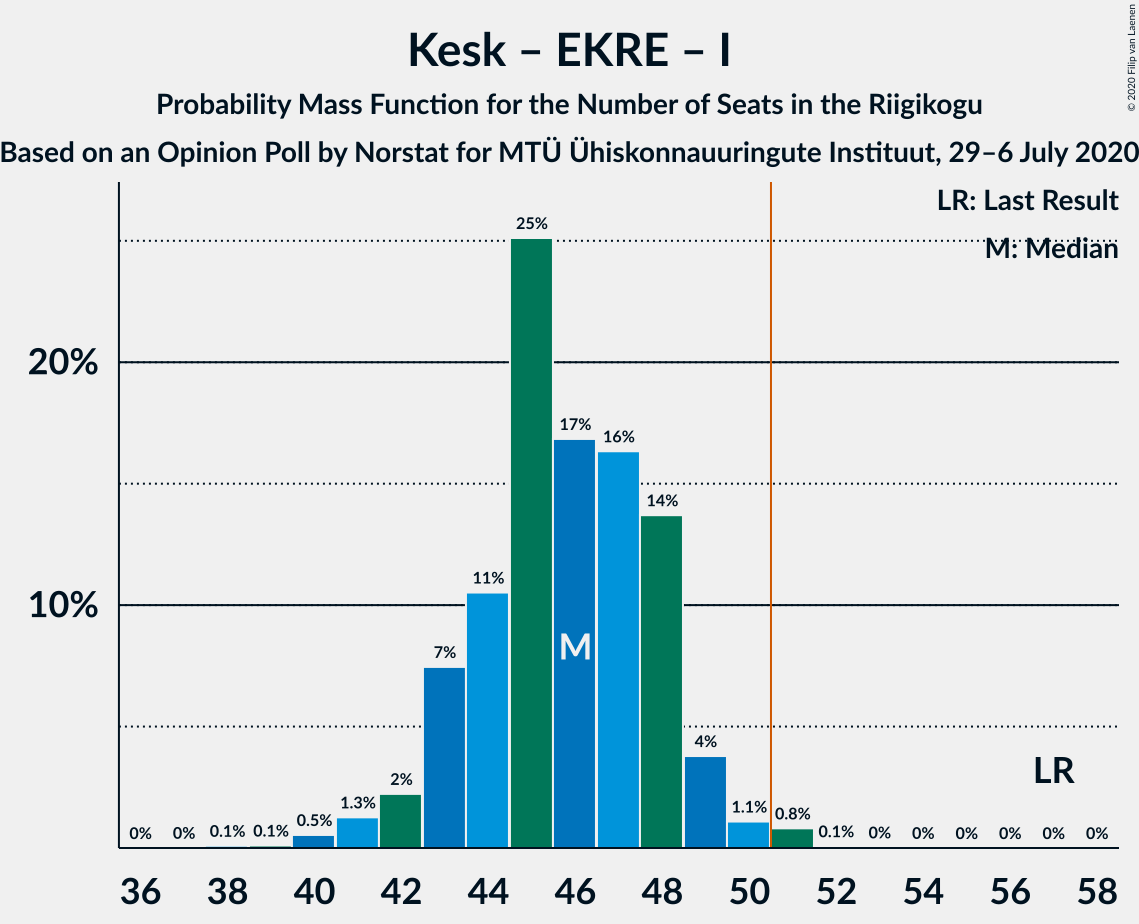 Kesk – EKRE – I
Probability Mass Function for the Number of Seats in the Riigikogu
Based on an Opinion Poll by Norstat for MTÜ Ühiskonnauuringute Instituut, 29–6 July 2020
© 2020 Filip van Laenen
LR: Last Result
M: Median
20%
10%
0% 0% 0.1% 0.1% 0.5% 1.3% 2% 7% 11% 25% 17% 16% 14% 4% 1.1% 0.8% 0.1% 0% 0% 0% 0% 0% 0%
M
LR
36 38 40 42 44 46 48 50 52 54 56 58